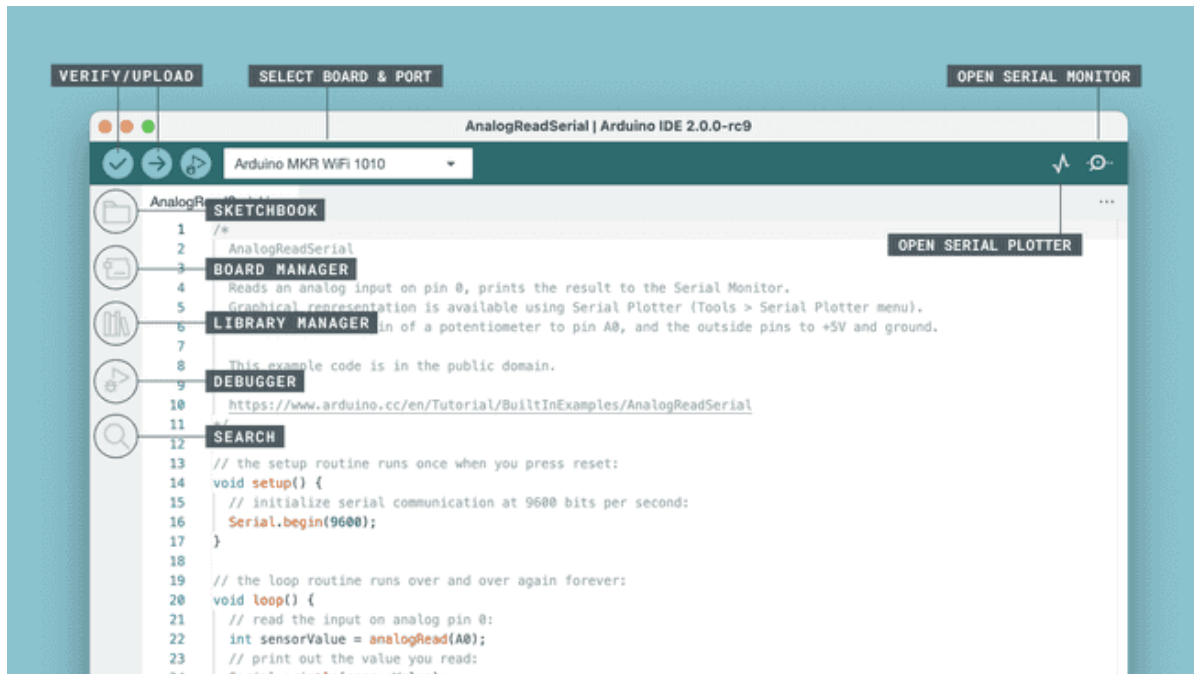 VERIFY/UPLOAD
SELECT BOARD & PORT
OPEN SERIAL MONITOR
AnalogReadSerial | Arduino IDE 2.0.0-rc9
Arduino MKR WiFi 1010
SKETCHBOOK
OPEN SERIAL PLOTTER
1 /*
2 AnalogReadSerial
BOARD MANAGER
3
4 Reads an analog input on pin 0, prints the result to the Serial Monitor.
5 Graphical representation is available using Serial Plotter (Tools > Serial Plotter menu).
LIBRARY MANAGER
6 of a potentiometer to pin A0, and the outside pins to +5V and ground.
7
8 This example code is in the public domain.
DEBUGGER
9
10 https://www.arduino.cc/en/Tutorial/BuiltInExamples/AnalogReadSerial
11 */
SEARCH
12
13 // the setup routine runs once when you press reset:
14 void setup() {
15 // initialize serial communication at 9600 bits per second:
16 Serial.begin(9600);
17 }
18
19 // the loop routine runs over and over again forever:
20 void loop() {
21 // read the input on analog pin 0:
22 int sensorValue = analogRead(A0);
23 // print out the value you read: